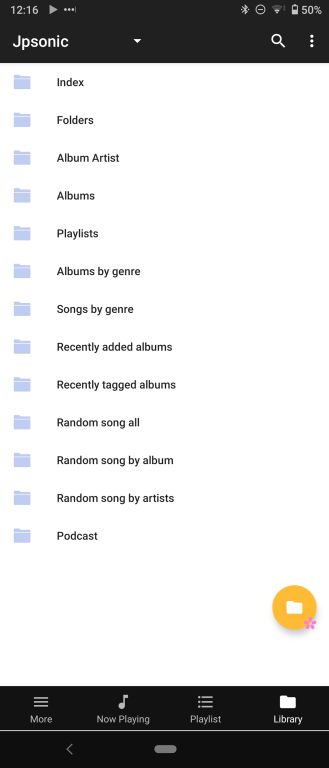 12:16
50%
Jpsonic
Index
Folders
Album Artist
Albums
Playlists
Albums by genre
Songs by genre
Recently added albums
Recently tagged albums
Random song all
Random song by album
Random song by artists
Podcast
More Now Playing Playlist Library